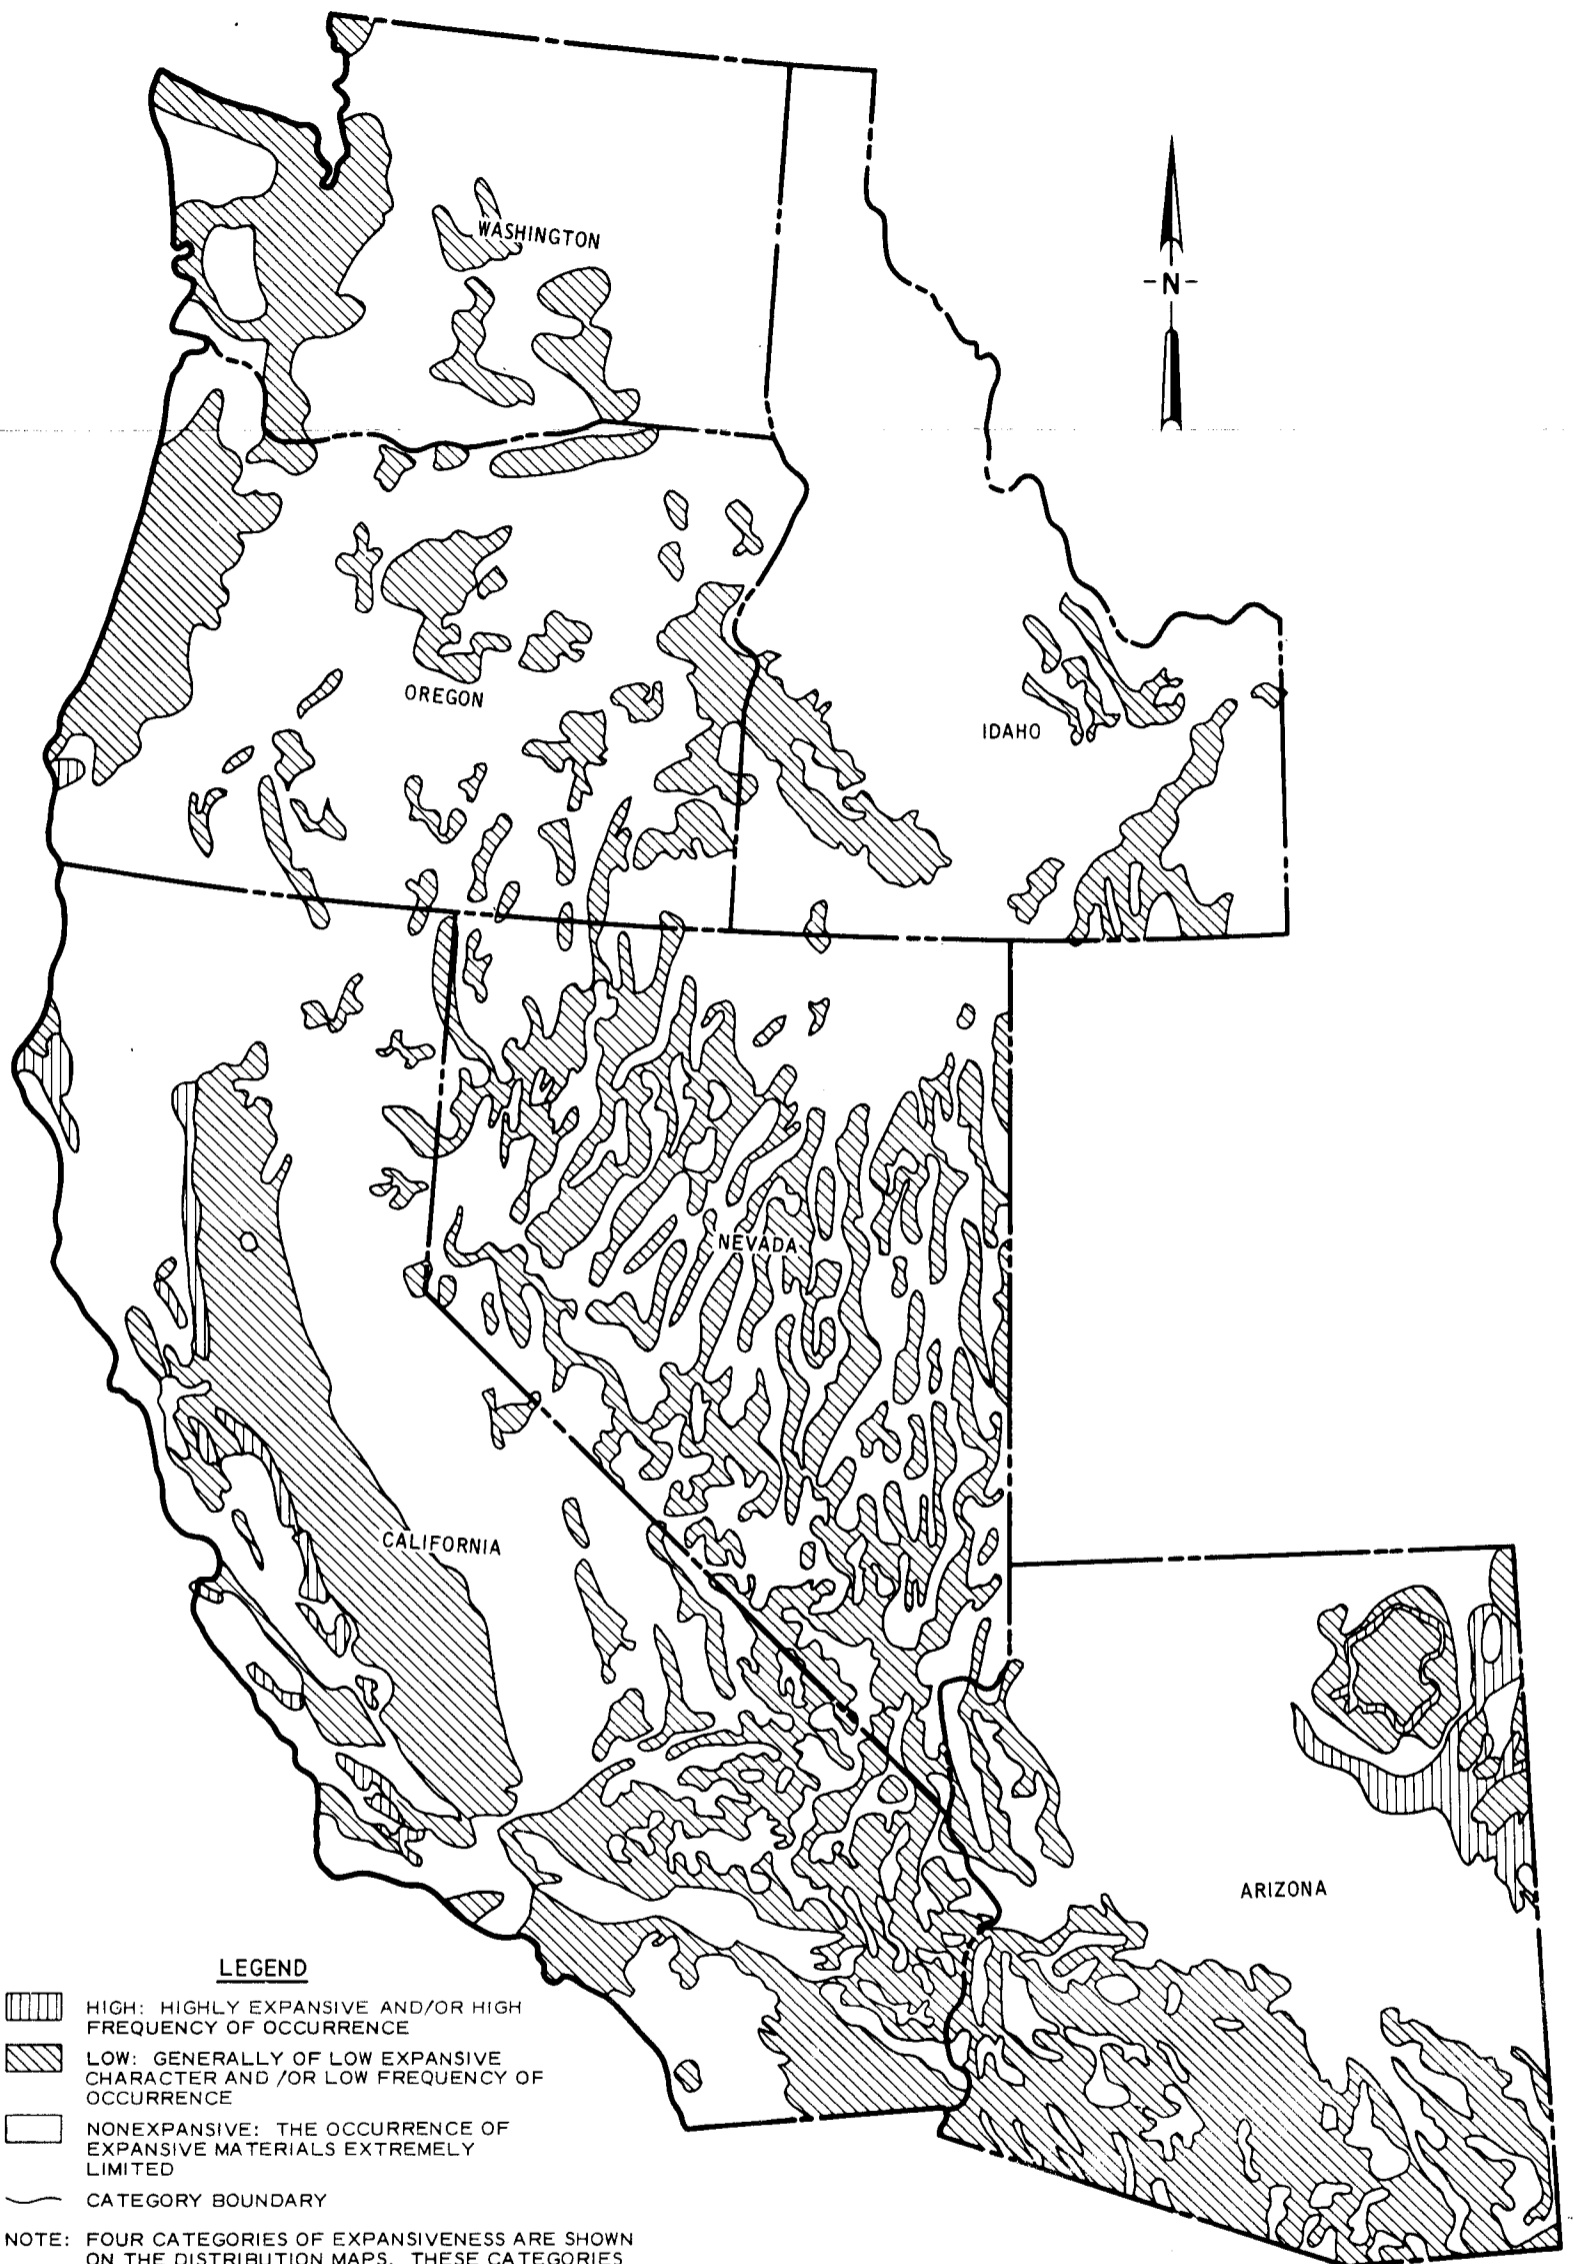 WASHINGTON
-N-
OREGON
IDAHO
NEVADA
CALIFORNIA
ARIZONA
LEGEND
HIGH: HIGHLY EXPANSIVE AND/OR HIGH
FREQUENCY OF OCCURRENCE
LOW: GENERALLY OF LOW EXPANSIVE
CHARACTER AND /OR LOW FREQUENCY OF
OCCURRENCE
NONEXPANSIVE: THE OCCURRENCE OF
EXPANSIVE MATERIALS EXTREMELY
LIMITED
CATEGORY BOUNDARY
NOTE: FOUR CATEGORIES OF EXPANSIVENESS ARE SHOWN
ON THE DISTRIBUTION MAPS. THESE CATEGORIES